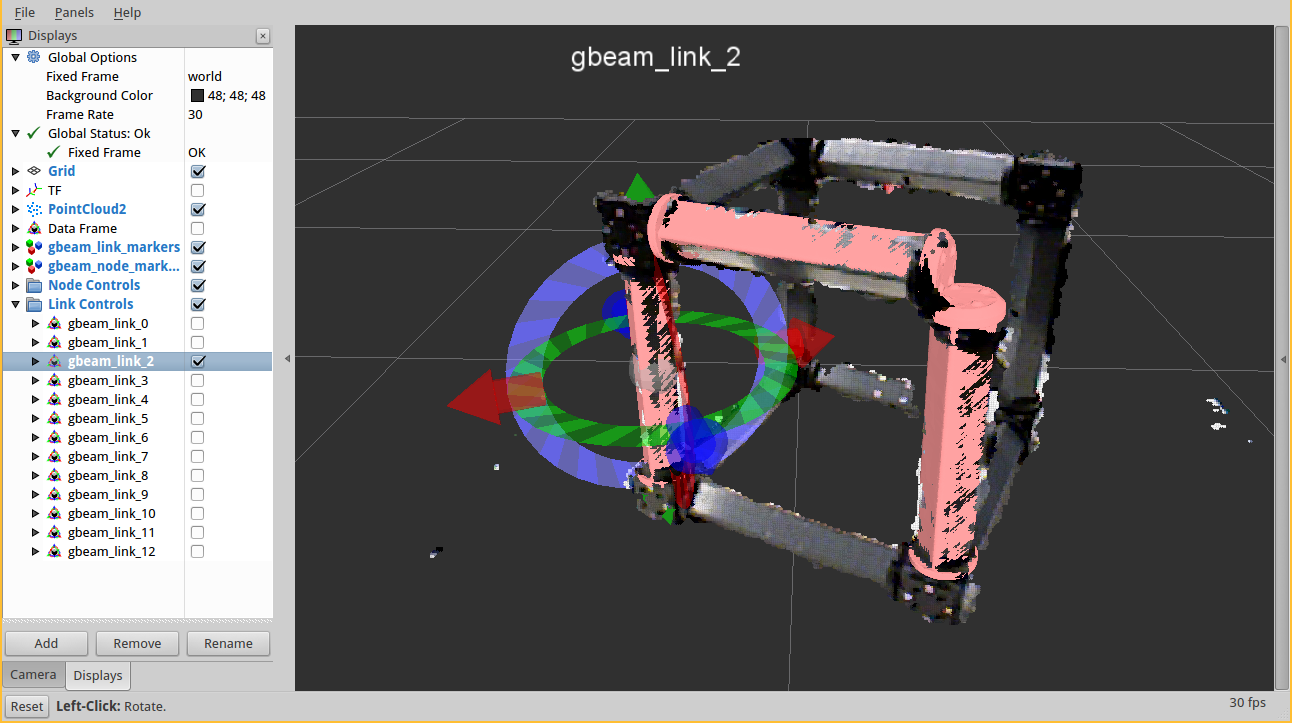 File Panels Help
Displays
Global Options
Fixed Frame world
Background Color 48; 48; 48
Frame Rate 30
Global Status: Ok
Fixed Frame OK
Grid
TF
PointCloud2
Data Frame
gbeam_link_markers
gbeam_node_mark...
Node Controls
Link Controls
gbeam_link_0
gbeam_link_1
gbeam_link_2
gbeam_link_3
gbeam_link_4
gbeam_link_5
gbeam_link_6
gbeam_link_7
gbeam_link_8
gbeam_link_9
gbeam_link_10
gbeam_link_11
gbeam_link_12
Add Remove Rename
Camera Displays
Reset Left-Click: Rotate. 30 fps
gbeam_link_2